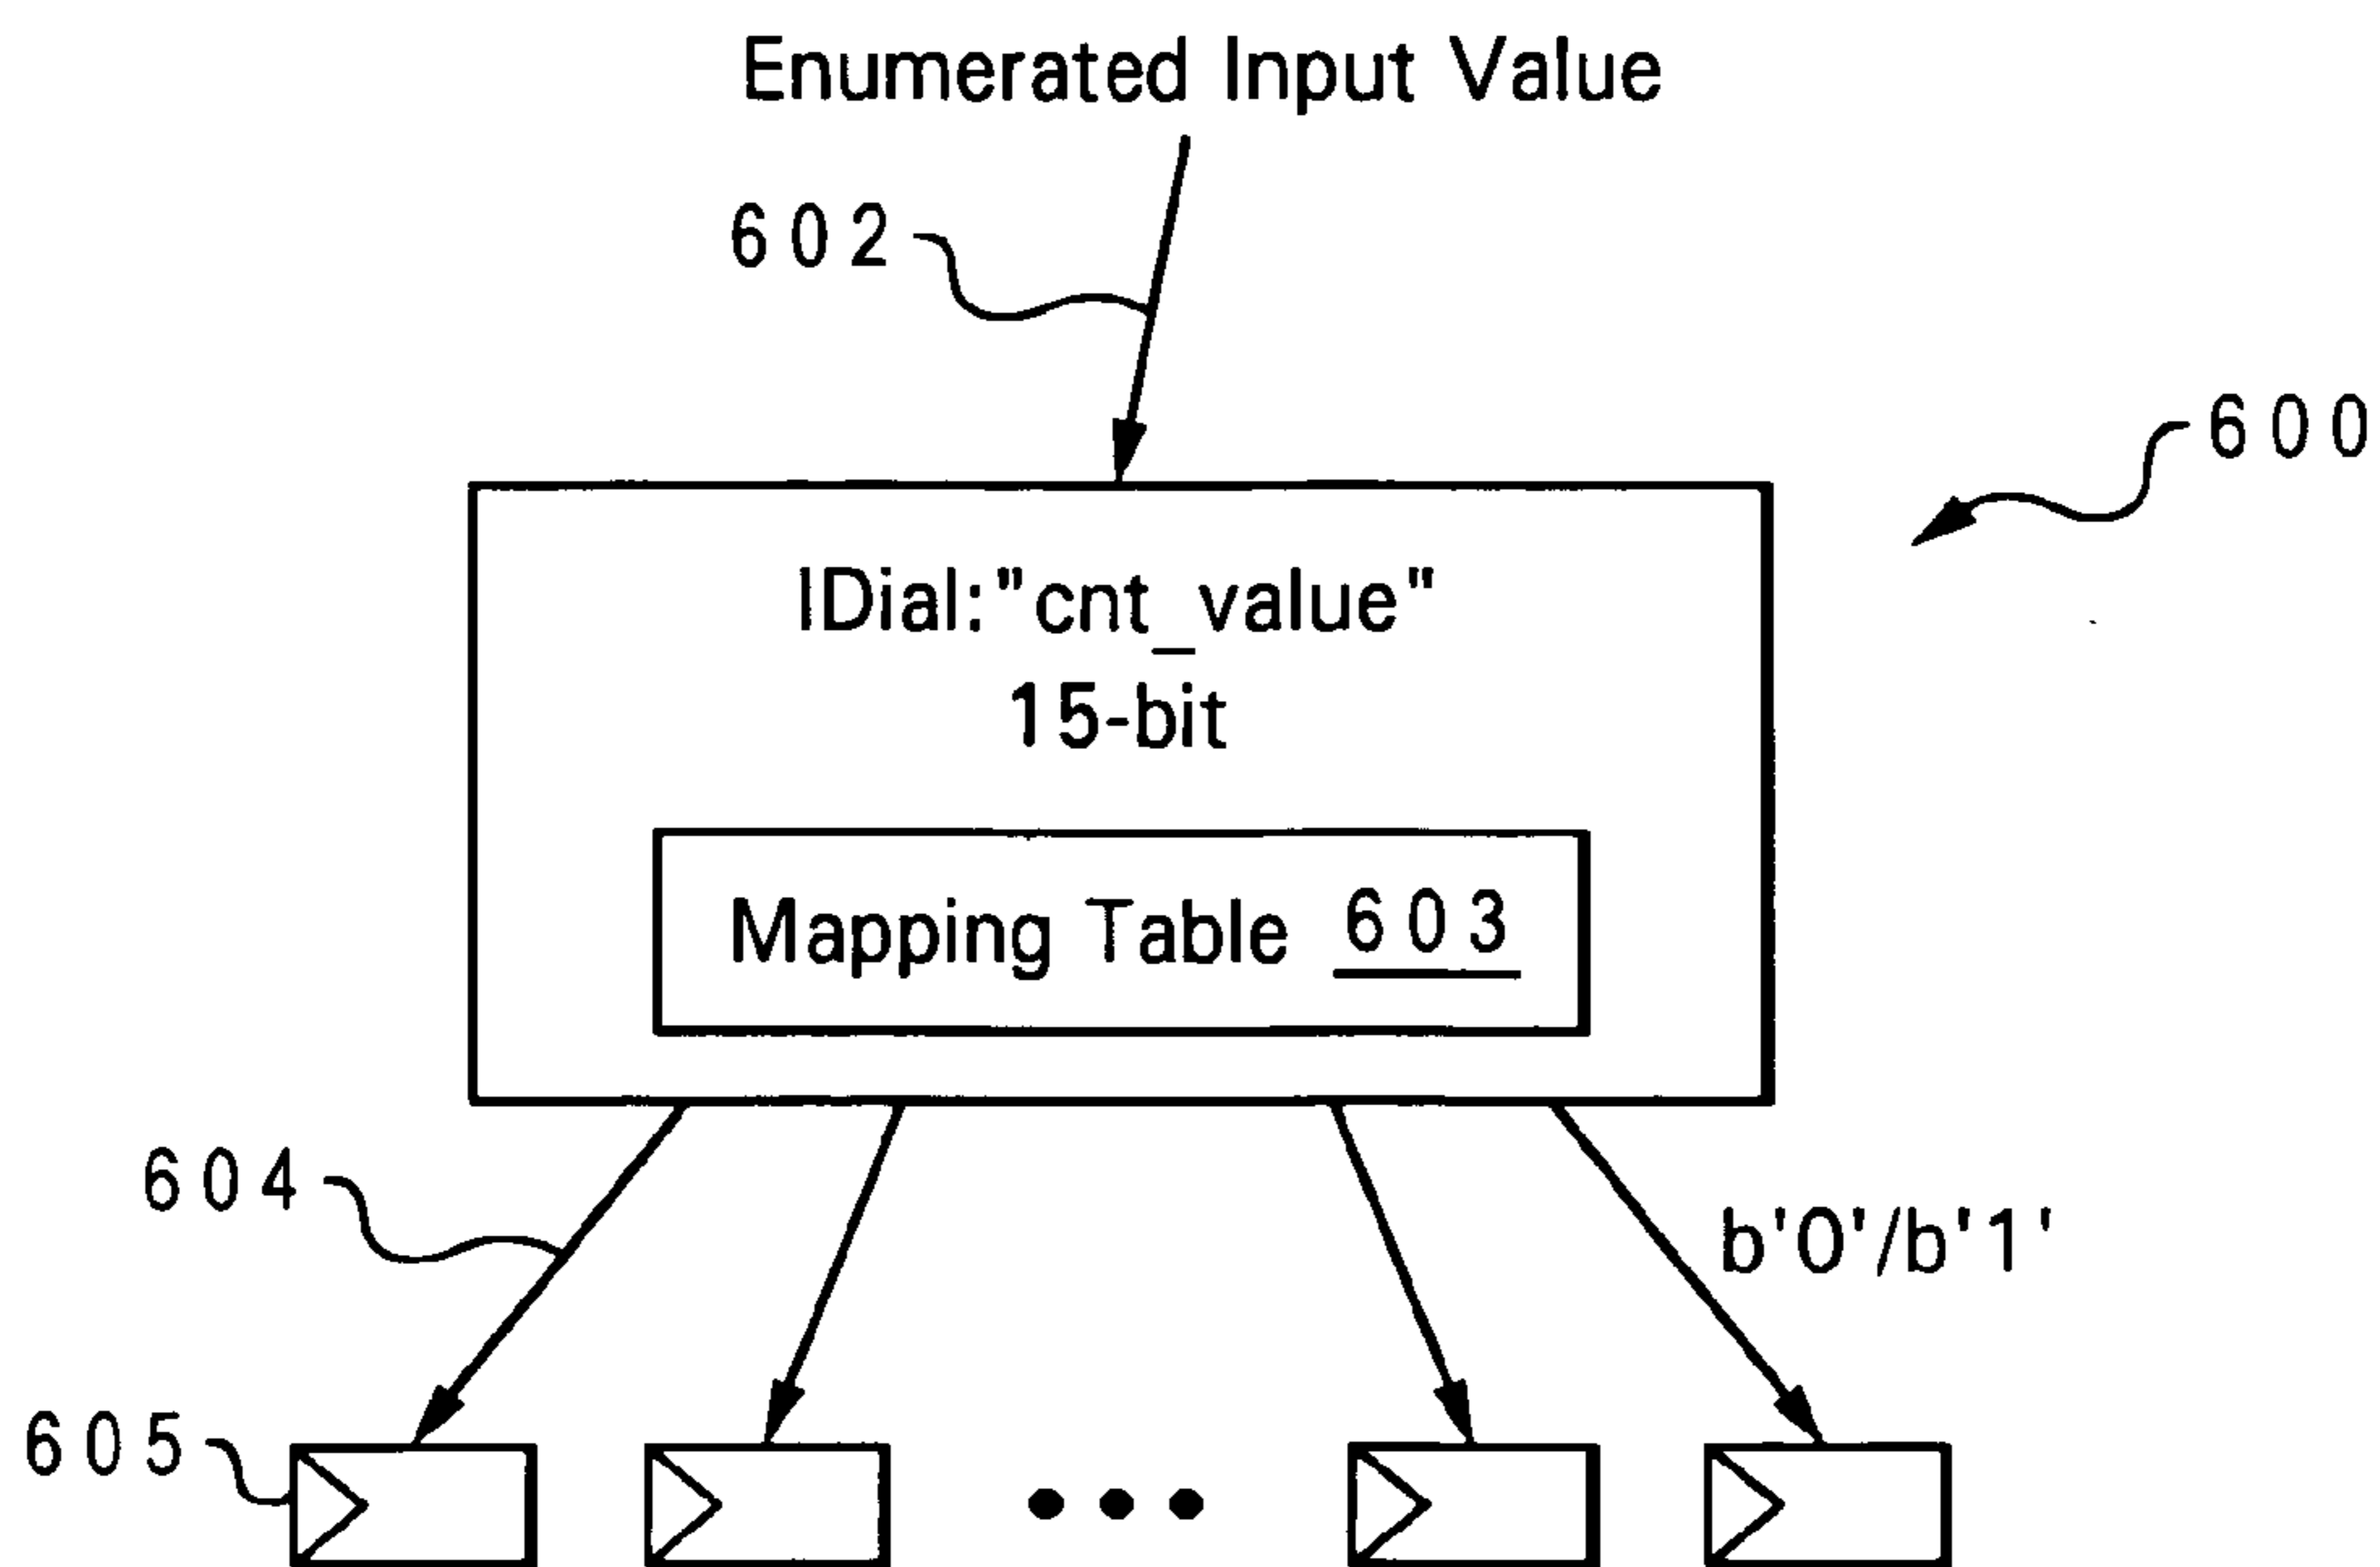 Enumerated Input Value
602
600
IDial:"cnt_value"
15-bit
Mapping Table 603
604
b'0'/b'1'
605